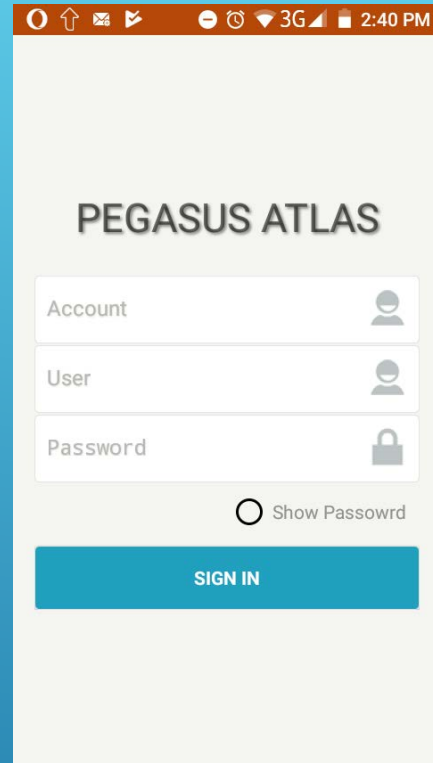 3G 2:40 PM
PEGASUS ATLAS
Account
User
Password
Show Passowrd
SIGN IN